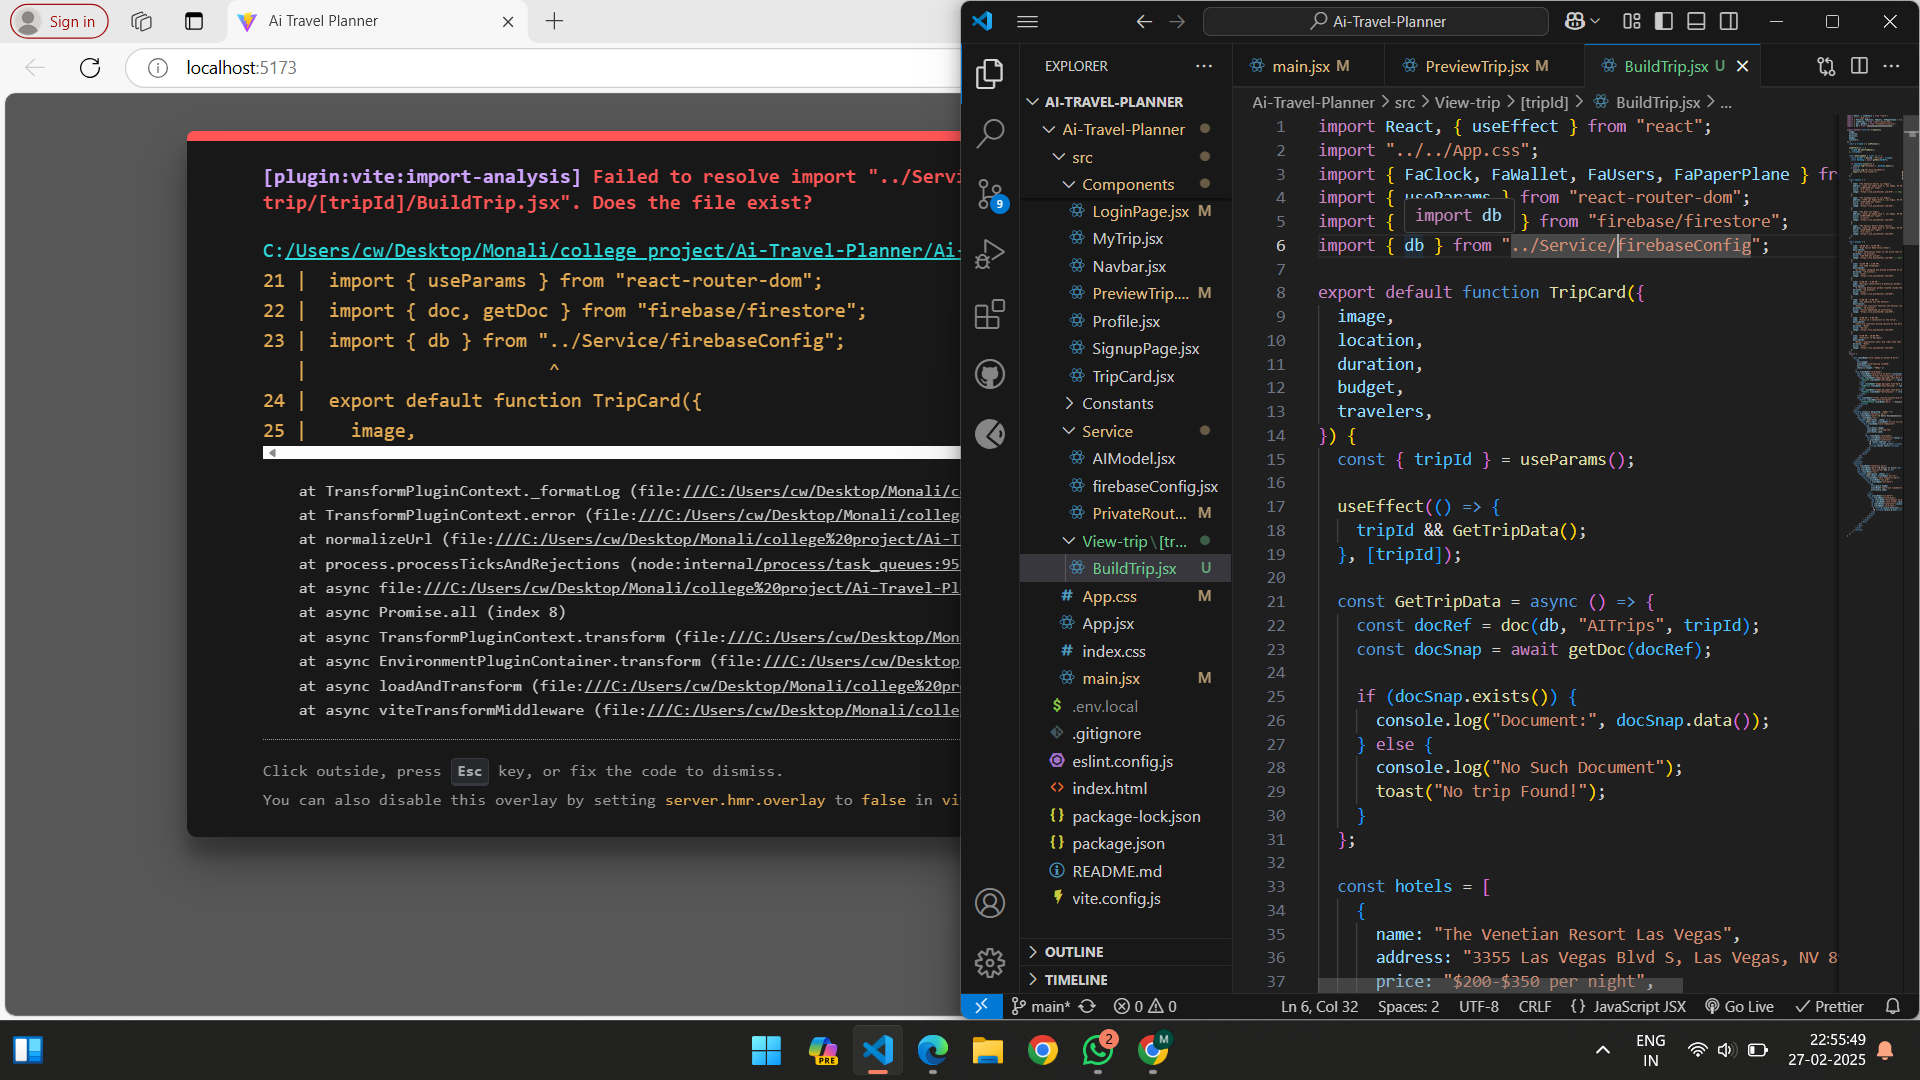 Sign in
Ai Travel Planner
localhost:5173
[plugin:vite:import-analysis] Failed to resolve import "../Servi
trip/[tripId]/BuildTrip.jsx". Does the file exist?
C:/Users/cw/Desktop/Monali/college project/Ai-Travel-Planner/Ai-
21 | import { useParams } from "react-router-dom";
22 | import { doc, getDoc } from "firebase/firestore";
23 | import { db } from "../Service/firebaseConfig";
| ^
24 | export default function TripCard({
25 | image,
at TransformPluginContext._formatLog (file:///C:/Users/cw/Desktop/Monali/co
at TransformPluginContext.error (file:///C:/Users/cw/Desktop/Monali/colleg
at normalizeUrl (file:///C:/Users/cw/Desktop/Monali/college%20project/Ai-T
at process.processTicksAndRejections (node:internal/process/task_queues:95
at async file:///C:/Users/cw/Desktop/Monali/college%20project/Ai-Travel-Pl
at async Promise.all (index 8)
at async TransformPluginContext.transform (file:///C:/Users/cw/Desktop/Mon
at async EnvironmentPluginContainer.transform (file:///C:/Users/cw/Desktop
at async loadAndTransform (file:///C:/Users/cw/Desktop/Monali/college%20pr
at async viteTransformMiddleware (file:///C:/Users/cw/Desktop/Monali/colle
Click outside, press Esc key, or fix the code to dismiss.
You can also disable this overlay by setting server.hmr.overlay to false in vi
Ai-Travel-Planner
EXPLORER
AI-TRAVEL-PLANNER
Ai-Travel-Planner
src
Components
LoginPage.jsx M
MyTrip.jsx
Navbar.jsx
PreviewTrip.... M
Profile.jsx
SignupPage.jsx
TripCard.jsx
Constants
Service
AIModel.jsx
firebaseConfig.jsx
PrivateRout... M
View-trip\[tr...
BuildTrip.jsx U
App.css M
App.jsx
index.css
main.jsx M
.env.local
.gitignore
eslint.config.js
index.html
package-lock.json
package.json
README.md
vite.config.js
OUTLINE
TIMELINE
9
main.jsx M
PreviewTrip.jsx M
BuildTrip.jsx U
Ai-Travel-Planner > src > View-trip > [tripId] > BuildTrip.jsx > ...
1 import React, { useEffect } from "react";
2 import "../../App.css";
3 import { FaClock, FaWallet, FaUsers, FaPaperPlane } fr
4 import { useParams } from "react-router-dom";
5 import { } from "firebase/firestore";
import db
6 import { db } from "../Service/firebaseConfig";
7
8 export default function TripCard({
9 image,
10 location,
11 duration,
12 budget,
13 travelers,
14 }) {
15 const { tripId } = useParams();
16
17 useEffect(() => {
18 tripId && GetTripData();
19 }, [tripId]);
20
21 const GetTripData = async () => {
22 const docRef = doc(db, "AITrips", tripId);
23 const docSnap = await getDoc(docRef);
24
25 if (docSnap.exists()) {
26 console.log("Document:", docSnap.data());
27 } else {
28 console.log("No Such Document");
29 toast("No trip Found!");
30 }
31 };
32
33 const hotels = [
34 {
35 name: "The Venetian Resort Las Vegas",
36 address: "3355 Las Vegas Blvd S, Las Vegas, NV 8
37 price: "$200-$350 per night",
main*
0 0
Ln 6, Col 32
Spaces: 2
UTF-8
CRLF
{} JavaScript JSX
Go Live
Prettier
PRE
2
M
ENG
IN
22:55:49
27-02-2025